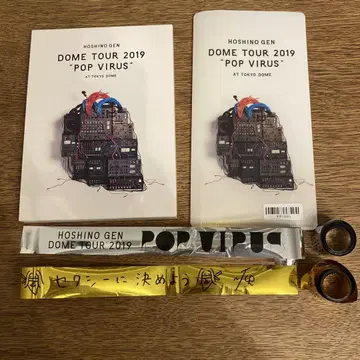 HOSHINO GEN
DOME TOUR 2019
"POP VIRUS"
AT TOKYO DOME
HOSHINO GEN
DOME TOUR 2019
"POP VIRUS"
AT TOKYO DOME
HOSHINO GEN
DOME TOUR 2019
POP VIRUS
セクシーに決めよう